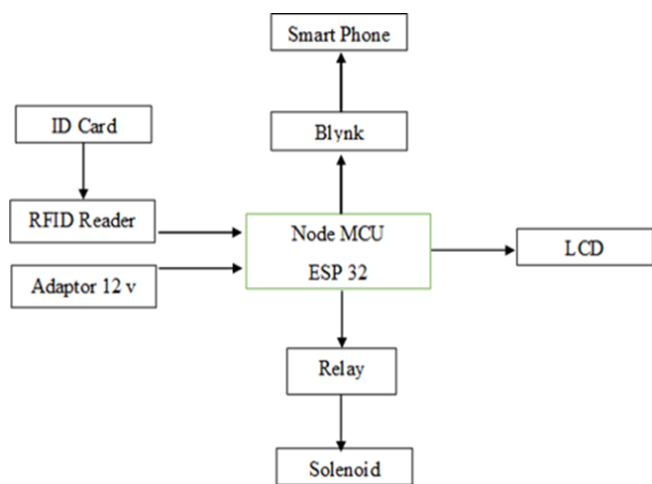 Smart Phone
ID Card
Blynk
RFID Reader
Node MCU
ESP 32
LCD
Adaptor 12 v
Relay
Solenoid